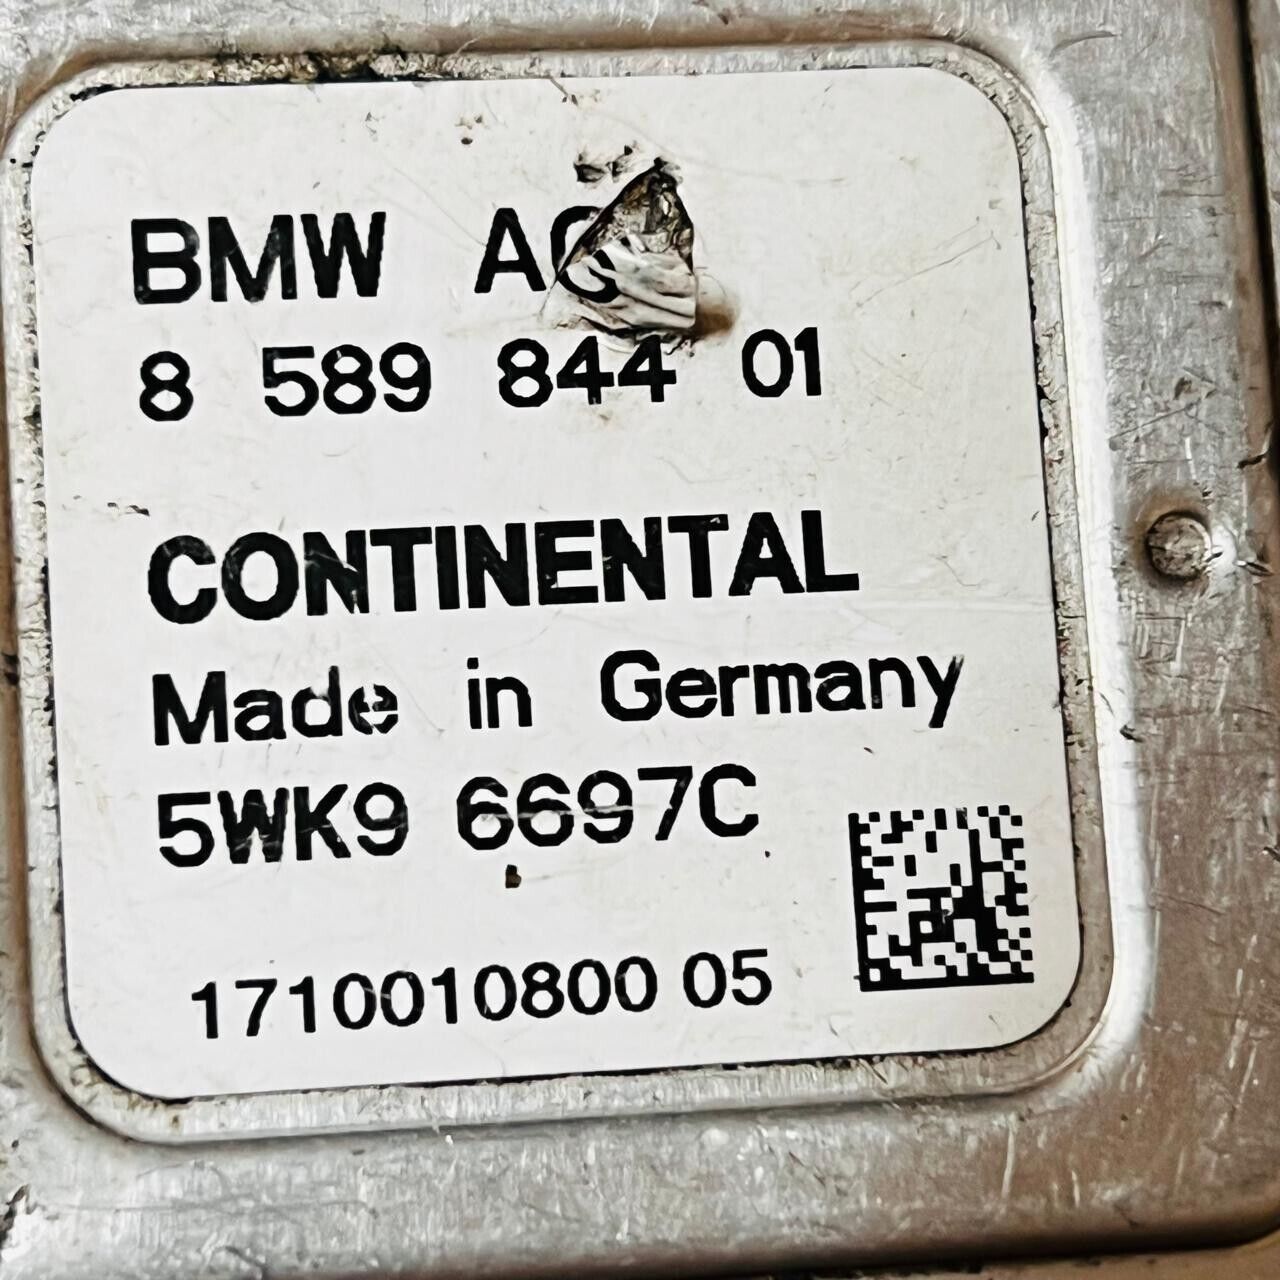 BMW AG
8 589 844 01
CONTINENTAL
Made in Germany
5WK9 6697C
1710010800 05